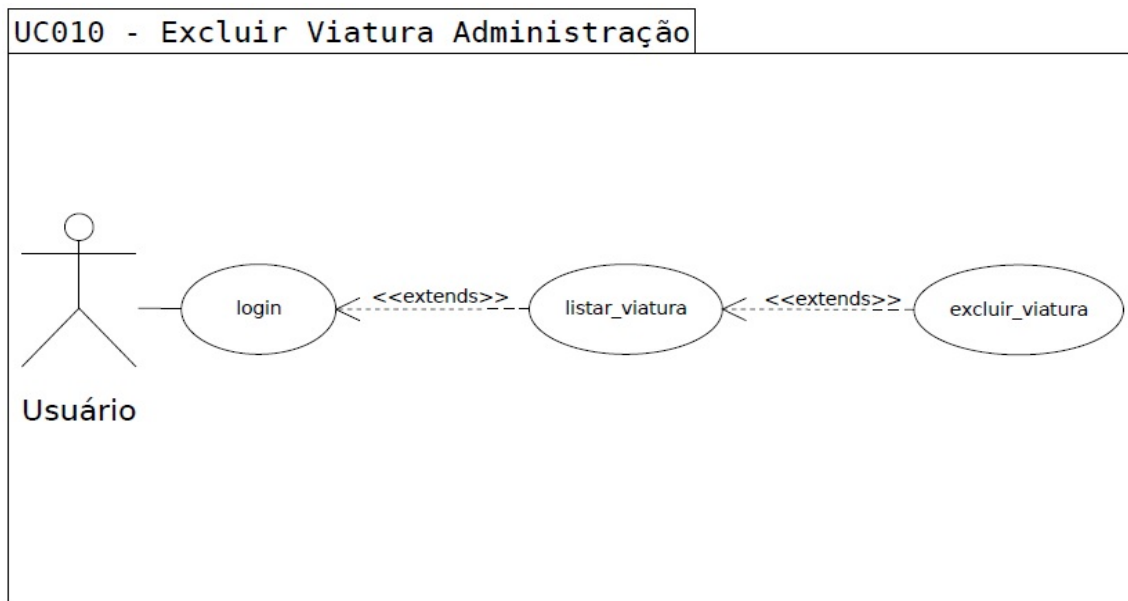 UC010 - Excluir Viatura Administração
login
<<extends>>
listar_viatura
<<extends>>
excluir_viatura
Usuário